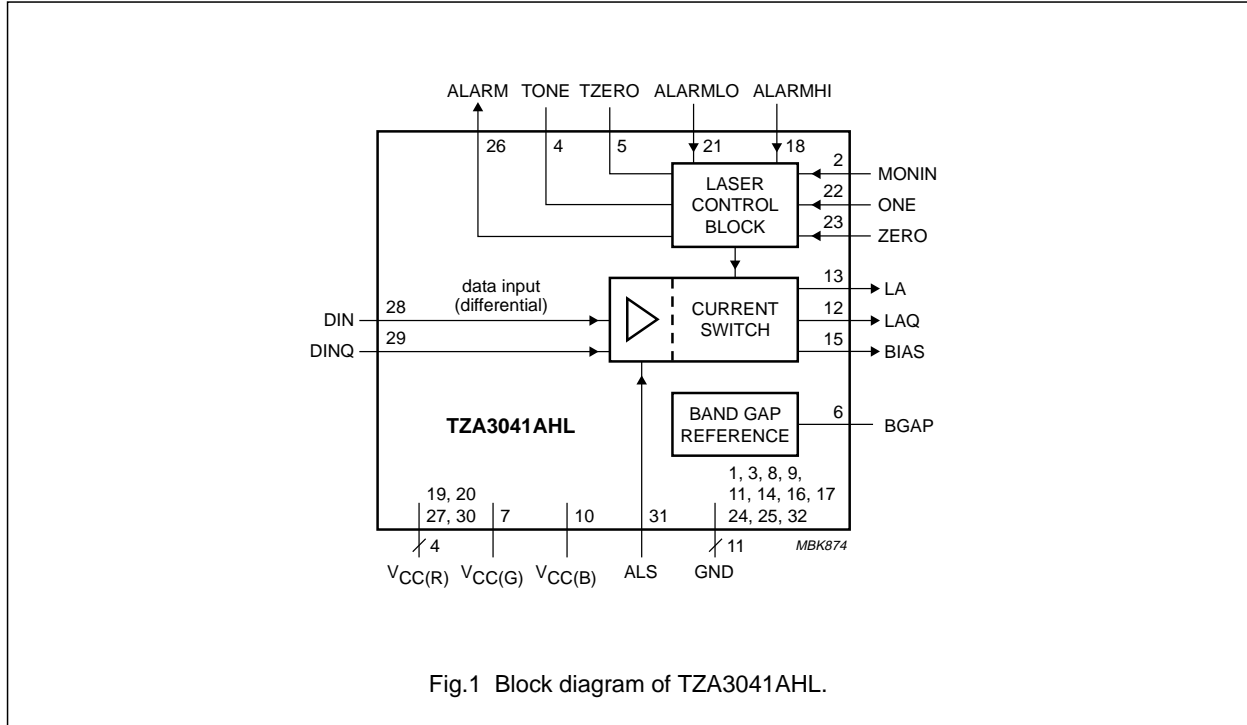 ALARM TONE TZERO ALARMLO ALARMHI
26 4 5 21 18
2 MONIN
LASER
CONTROL
BLOCK
22 ONE
23 ZERO
data input
(differential)
DIN 28
DINQ 29
CURRENT
SWITCH
13 LA
12 LAQ
15 BIAS
TZA3041AHL
BAND GAP
REFERENCE
6 BGAP
19, 20
27, 30 7 10 31
1, 3, 8, 9,
11, 14, 16, 17
24, 25, 32
4 11
MBK874
VCC(R) VCC(G) VCC(B) ALS GND
Fig.1 Block diagram of TZA3041AHL.